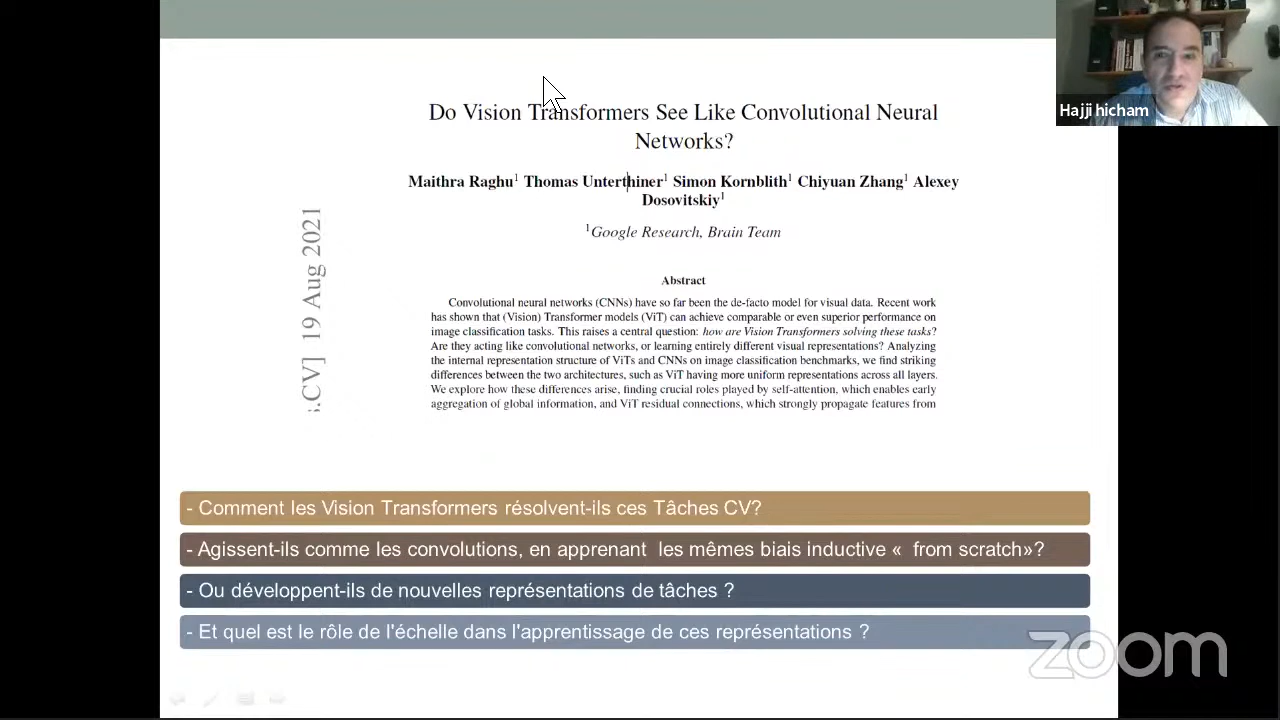 Do Vision Transformers See Like Convolutional Neural
Networks?
Maithra Raghu1 Thomas Unterthiner1 Simon Kornblith1 Chiyuan Zhang1 Alexey
Dosovitskiy1
1Google Research, Brain Team
Abstract
Convolutional neural networks (CNNs) have so far been the de-facto model for visual data. Recent work
has shown that (Vision) Transformer models (ViT) can achieve comparable or even superior performance on
image classification tasks. This raises a central question: how are Vision Transformers solving these tasks?
Are they acting like convolutional networks, or learning entirely different visual representations? Analyzing
the internal representation structure of ViTs and CNNs on image classification benchmarks, we find striking
differences between the two architectures, such as ViT having more uniform representations across all layers.
We explore how these differences arise, finding crucial roles played by self-attention, which enables early
aggregation of global information, and ViT residual connections, which strongly propagate features from
.CV] 19 Aug 2021
- Comment les Vision Transformers résolvent-ils ces Tâches CV?
- Agissent-ils comme les convolutions, en apprenant les mêmes biais inductive « from scratch»?
- Ou développent-ils de nouvelles représentations de tâches ?
- Et quel est le rôle de l'échelle dans l'apprentissage de ces représentations ?
Hajji hicham
zoom